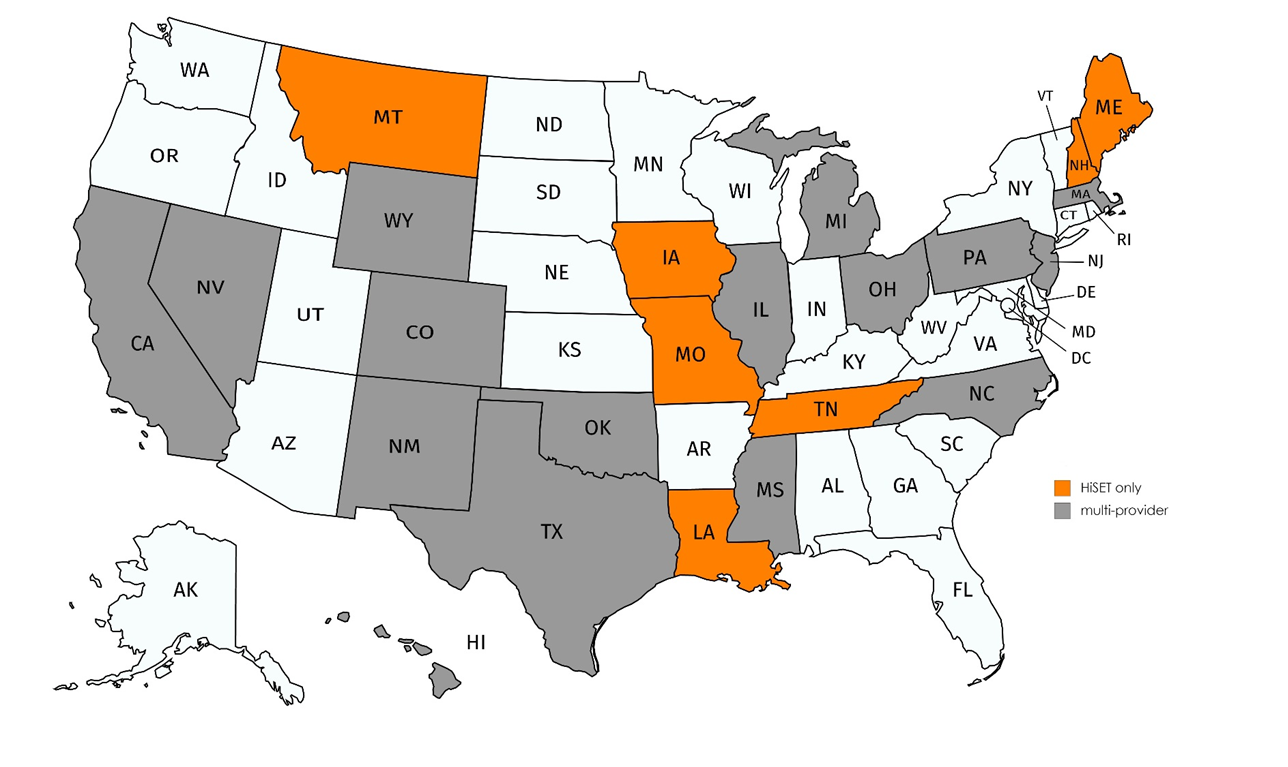 WA
MT
ND
MN
VT
ME
OR
ID
SD
WI
NY
NH
MA
WY
MI
CT
RI
NV
NE
IA
PA
NJ
UT
CO
IL
IN
OH
DE
CA
KS
MO
KY
WV
VA
MD
DC
AZ
NM
OK
AR
TN
NC
SC
TX
LA
MS
AL
GA
HiSET only
multi-provider
AK
HI
FL